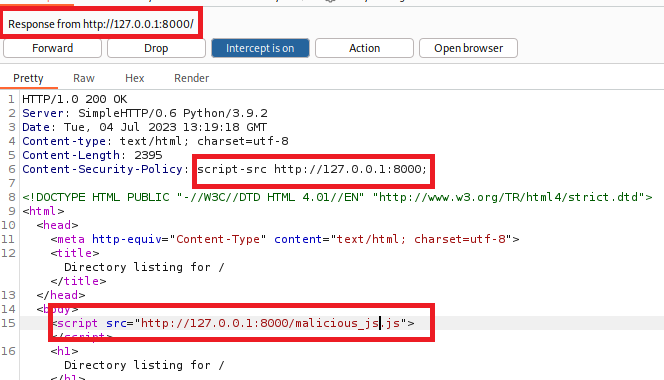 Response from http://127.0.0.1:8000/
Forward Drop Intercept is on Action Open browser
Pretty Raw Hex Render
1 HTTP/1.0 200 OK
2 Server: SimpleHTTP/0.6 Python/3.9.2
3 Date: Tue, 04 Jul 2023 13:19:18 GMT
4 Content-type: text/html; charset=utf-8
5 Content-Length: 2395
6 Content-Security-Policy: script-src http://127.0.0.1:8000;
7
8 <!DOCTYPE HTML PUBLIC "-//W3C//DTD HTML 4.01//EN" "http://www.w3.org/TR/html4/strict.dtd">
9 <html>
10 <head>
11 <meta http-equiv="Content-Type" content="text/html; charset=utf-8">
12 <title>
Directory listing for /
</title>
13 </head>
14 <body>
15 <script src="http://127.0.0.1:8000/malicious_js.js">
</script>
16 <h1>
Directory listing for /
</h1>